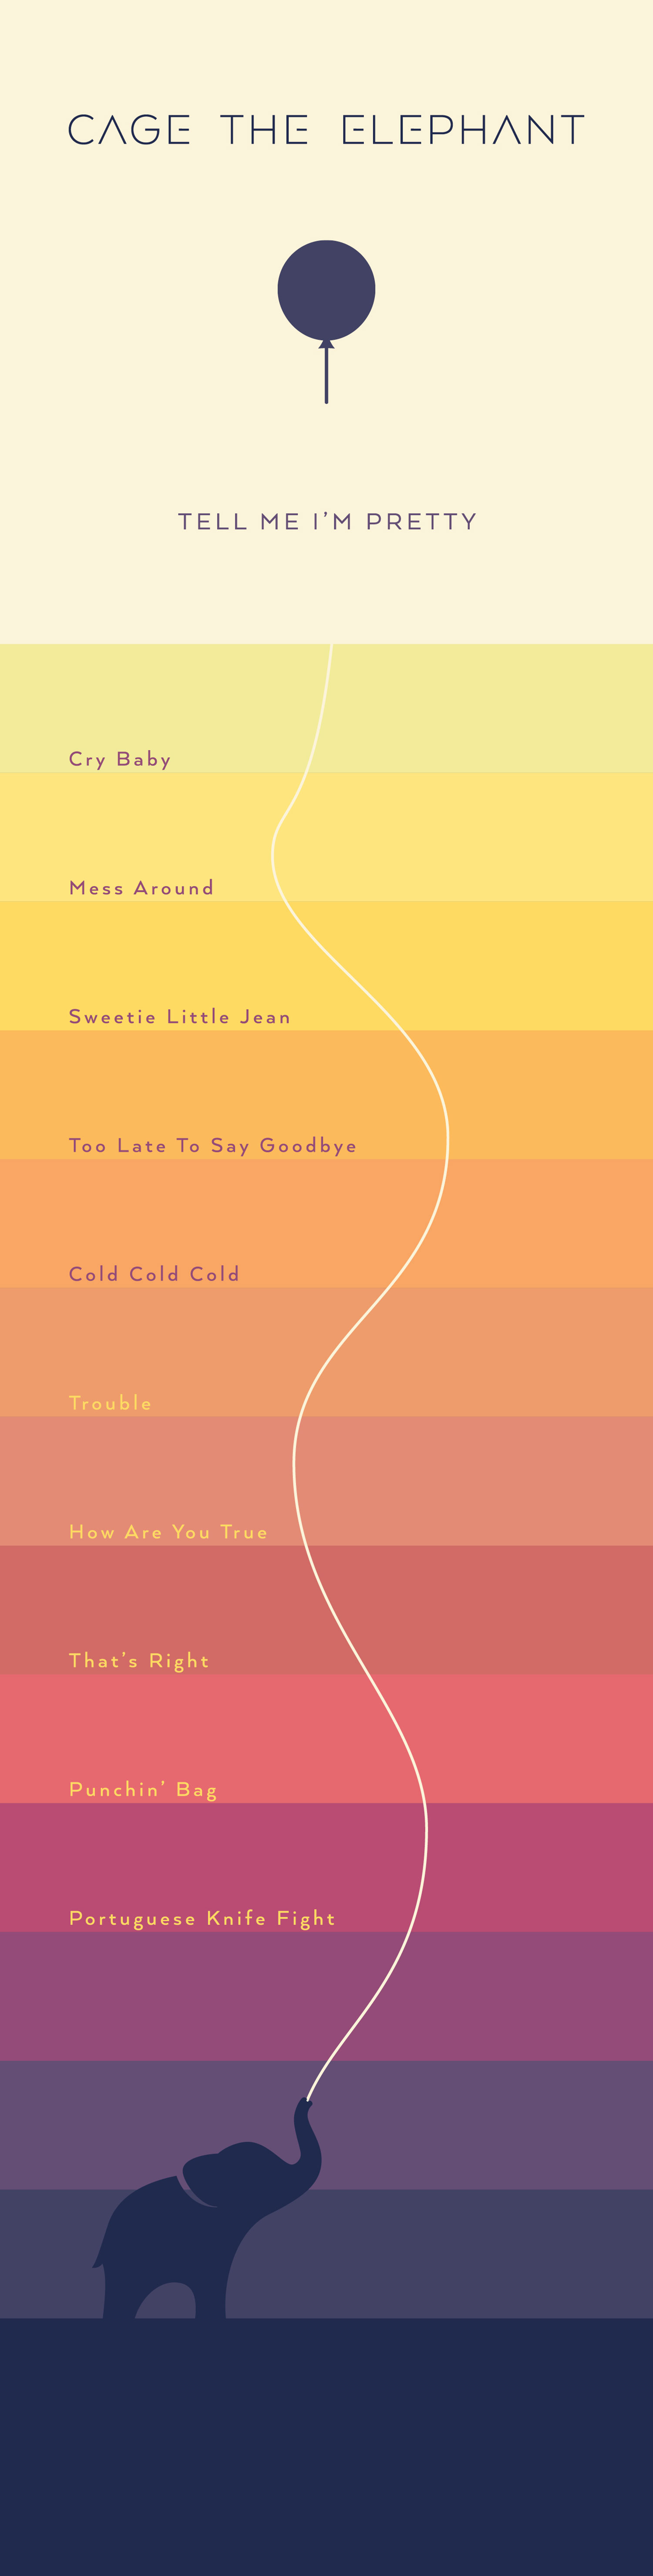 CAGE THE ELEPHANT
TELL ME I'M PRETTY
Cry Baby
Mess Around
Sweetie Little Jean
Too Late To Say Goodbye
Cold Cold Cold
Trouble
How Are You True
That's Right
Punchin' Bag
Portuguese Knife Fight